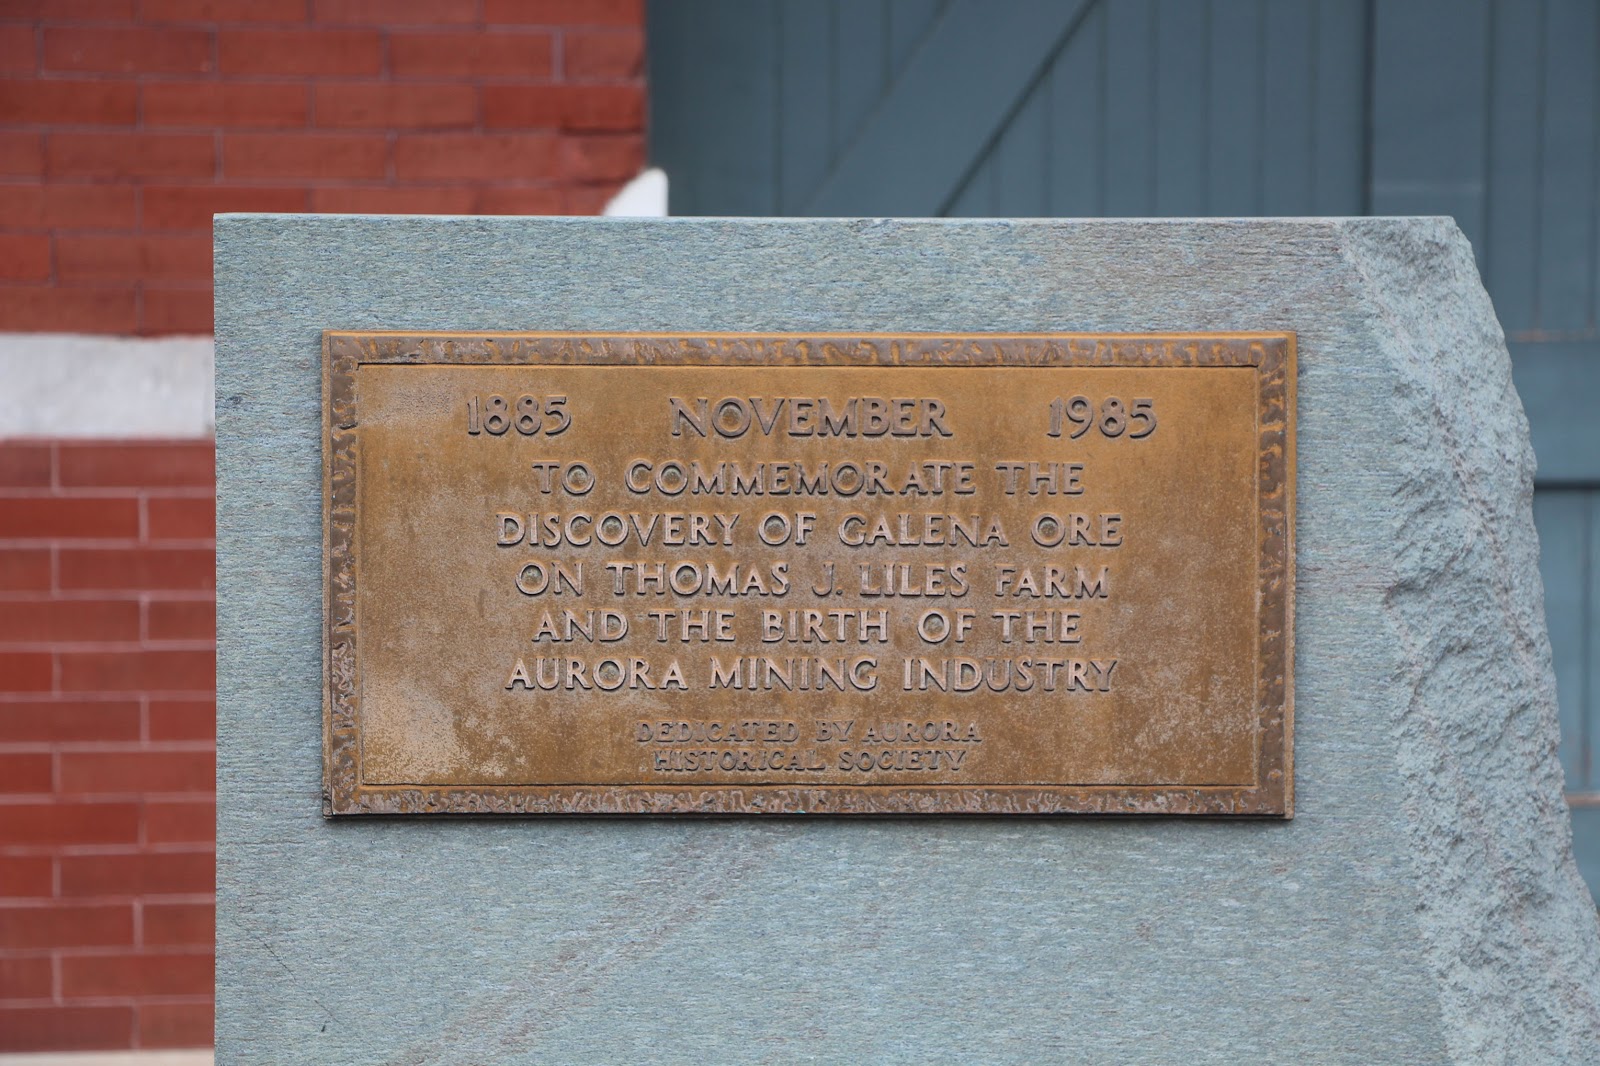 1885 NOVEMBER 1985
TO COMMEMORATE THE
DISCOVERY OF GALENA ORE
ON THOMAS J. LILES FARM
AND THE BIRTH OF THE
AURORA MINING INDUSTRY
DEDICATED BY AURORA
HISTORICAL SOCIETY